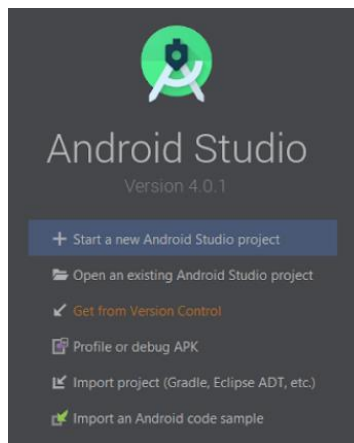 Android Studio
Version 4.0.1
Start a new Android Studio project
Open an existing Android Studio project
Get from Version Control
Profile or debug APK
Import project (Gradle, Eclipse ADT, etc.)
Import an Android code sample